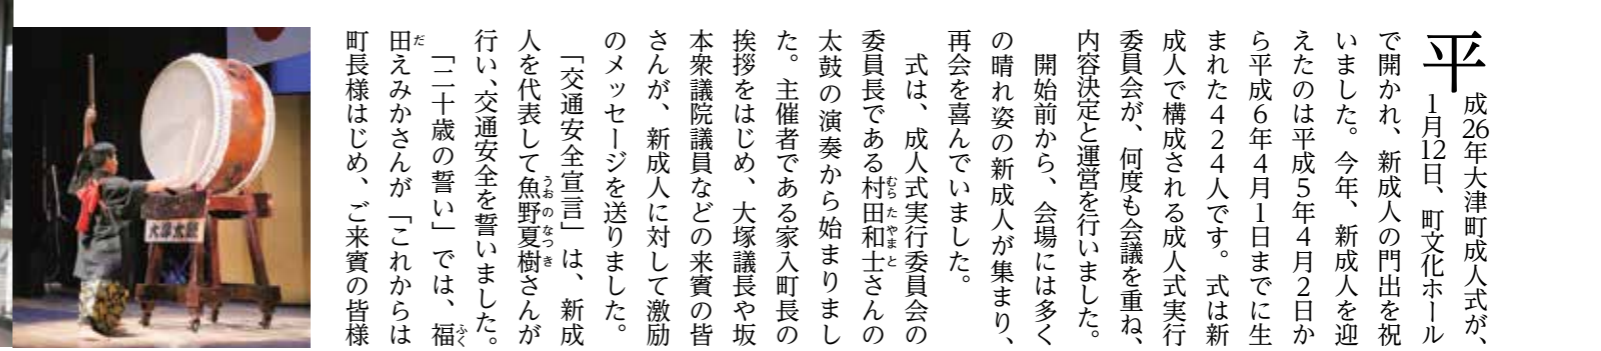 平成26年大津町成人式が、
1月12日、町文化ホール
で開かれ、新成人の門出を祝
いました。今年、新成人を迎
えたのは平成5年4月2日か
ら平成6年4月1日までに生
まれた424人です。式は新
成人で構成される成人式実行
委員会が、何度も会議を重ね、
内容決定と運営を行いました。
開始前から、会場には多く
の晴れ姿の新成人が集まり、
再会を喜んでいました。
式は、成人式実行委員会の
委員長である村田和士さんの
むらたやまと
太鼓の演奏から始まりまし
た。主催者である家入町長の
挨拶をはじめ、大塚議長や坂
本衆議院議員などの来賓の皆
さんが、新成人に対して激励
のメッセージを送りました。
「交通安全宣言」は、新成
人を代表して魚野夏樹さんが
うおのなつき
行い、交通安全を誓いました。
「二十歳の誓い」では、福
ふく
田えみかさんが「これからは
だ
町長様はじめ、ご来賓の皆様
大津太鼓